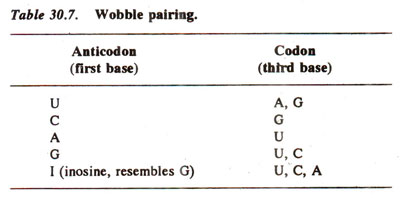 Table 30.7. Wobble pairing.
Anticodon Codon
(first base) (third base)
U A, G
C G
A U
G U, C
I (inosine, resembles G) U, C, A